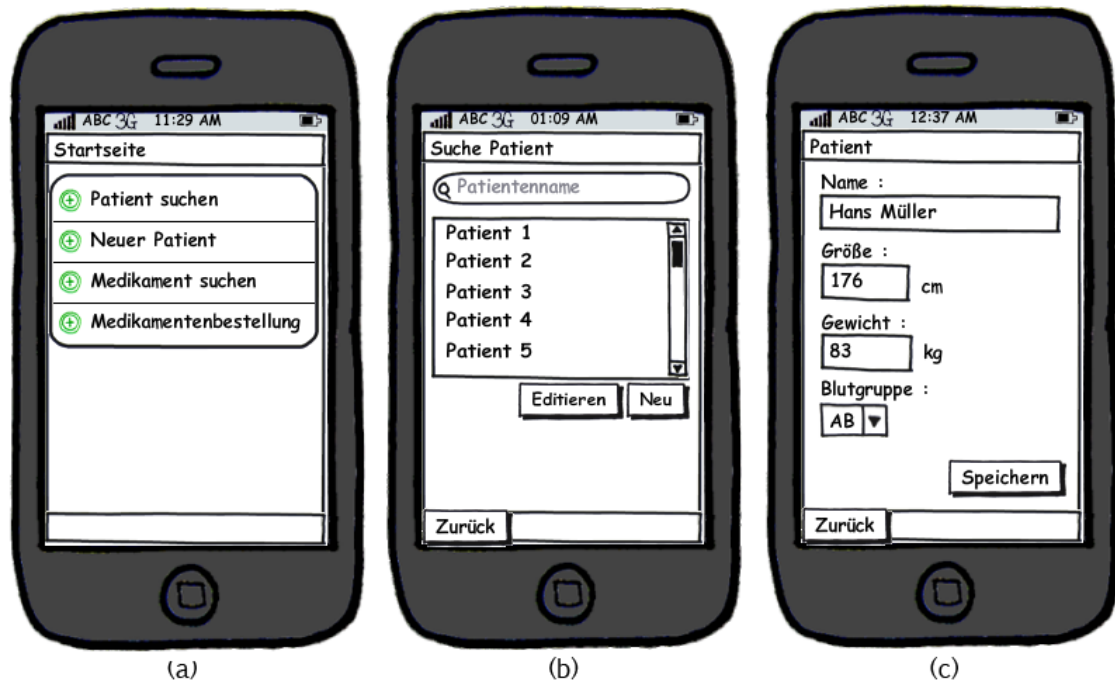 ABC 3G 11:29 AM
Startseite
Patient suchen
Neuer Patient
Medikament suchen
Medikamentenbestellung
(a)
ABC 3G 01:09 AM
Suche Patient
Patientenname
Patient 1
Patient 2
Patient 3
Patient 4
Patient 5
Editieren Neu
Zurück
(b)
ABC 3G 12:37 AM
Patient
Name :
Hans Müller
Größe :
176 cm
Gewicht :
83 kg
Blutgruppe :
AB
Speichern
Zurück
(c)